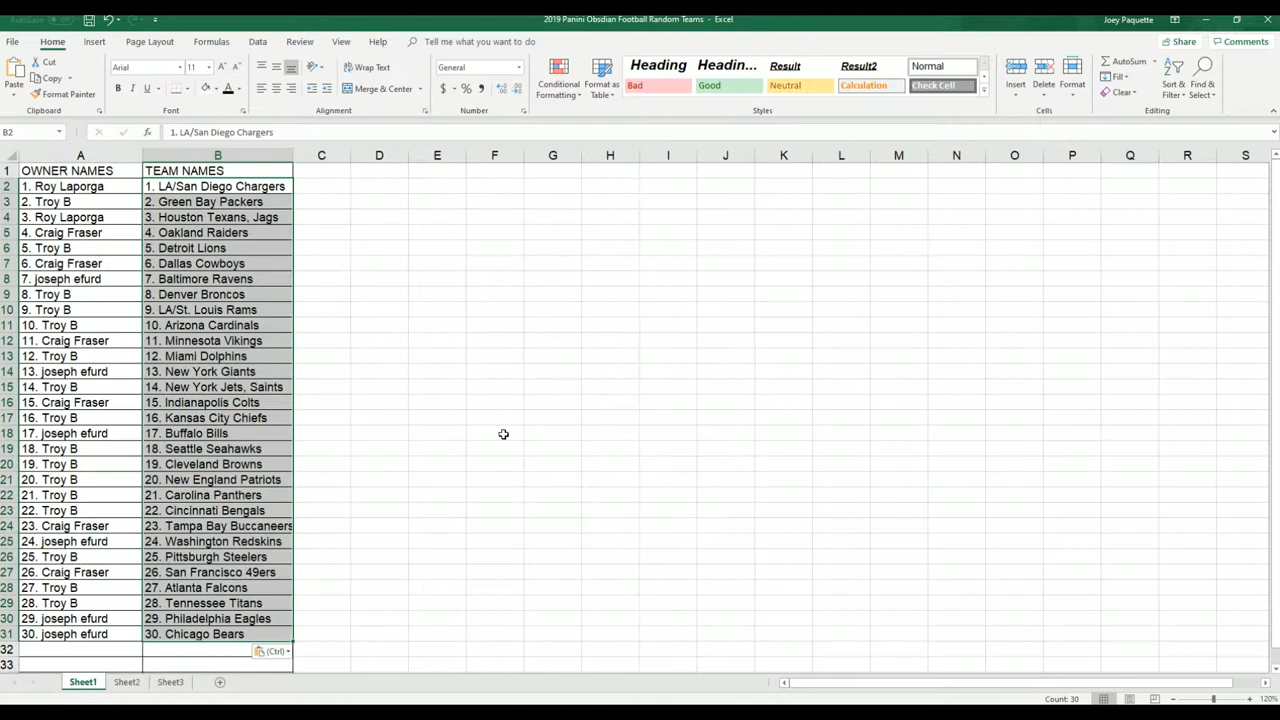 AutoSave
2019 Panini Obsdian Football Random Teams - Excel
Joey Paquette
File Home Insert Page Layout Formulas Data Review View Help Tell me what you want to do Share Comments
Paste
Cut
Copy
Format Painter
Clipboard
Arial 11
B I U
Font
Wrap Text
Merge & Center
Alignment
General
$ % ,
Number
Conditional Formatting
Format as Table
Heading Headin... Result Result2 Normal
Bad Good Neutral Calculation Check Cell
Styles
Insert Delete Format
Cells
AutoSum
Fill
Clear
Sort & Filter
Find & Select
Editing
B2 fx 1. LA/San Diego Chargers
A B C D E F G H I J K L M N O P Q R S
1 OWNER NAMES TEAM NAMES
2 1. Roy Laporga 1. LA/San Diego Chargers
3 2. Troy B 2. Green Bay Packers
4 3. Roy Laporga 3. Houston Texans, Jags
5 4. Craig Fraser 4. Oakland Raiders
6 5. Troy B 5. Detroit Lions
7 6. Craig Fraser 6. Dallas Cowboys
8 7. joseph efurd 7. Baltimore Ravens
9 8. Troy B 8. Denver Broncos
10 9. Troy B 9. LA/St. Louis Rams
11 10. Troy B 10. Arizona Cardinals
12 11. Craig Fraser 11. Minnesota Vikings
13 12. Troy B 12. Miami Dolphins
14 13. joseph efurd 13. New York Giants
15 14. Troy B 14. New York Jets, Saints
16 15. Craig Fraser 15. Indianapolis Colts
17 16. Troy B 16. Kansas City Chiefs
18 17. joseph efurd 17. Buffalo Bills
19 18. Troy B 18. Seattle Seahawks
20 19. Troy B 19. Cleveland Browns
21 20. Troy B 20. New England Patriots
22 21. Troy B 21. Carolina Panthers
23 22. Troy B 22. Cincinnati Bengals
24 23. Craig Fraser 23. Tampa Bay Buccaneers
25 24. joseph efurd 24. Washington Redskins
26 25. Troy B 25. Pittsburgh Steelers
27 26. Craig Fraser 26. San Francisco 49ers
28 27. Troy B 27. Atlanta Falcons
29 28. Troy B 28. Tennessee Titans
30 29. joseph efurd 29. Philadelphia Eagles
31 30. joseph efurd 30. Chicago Bears
32 (Ctrl)
33
Sheet1 Sheet2 Sheet3
Count: 30 120%